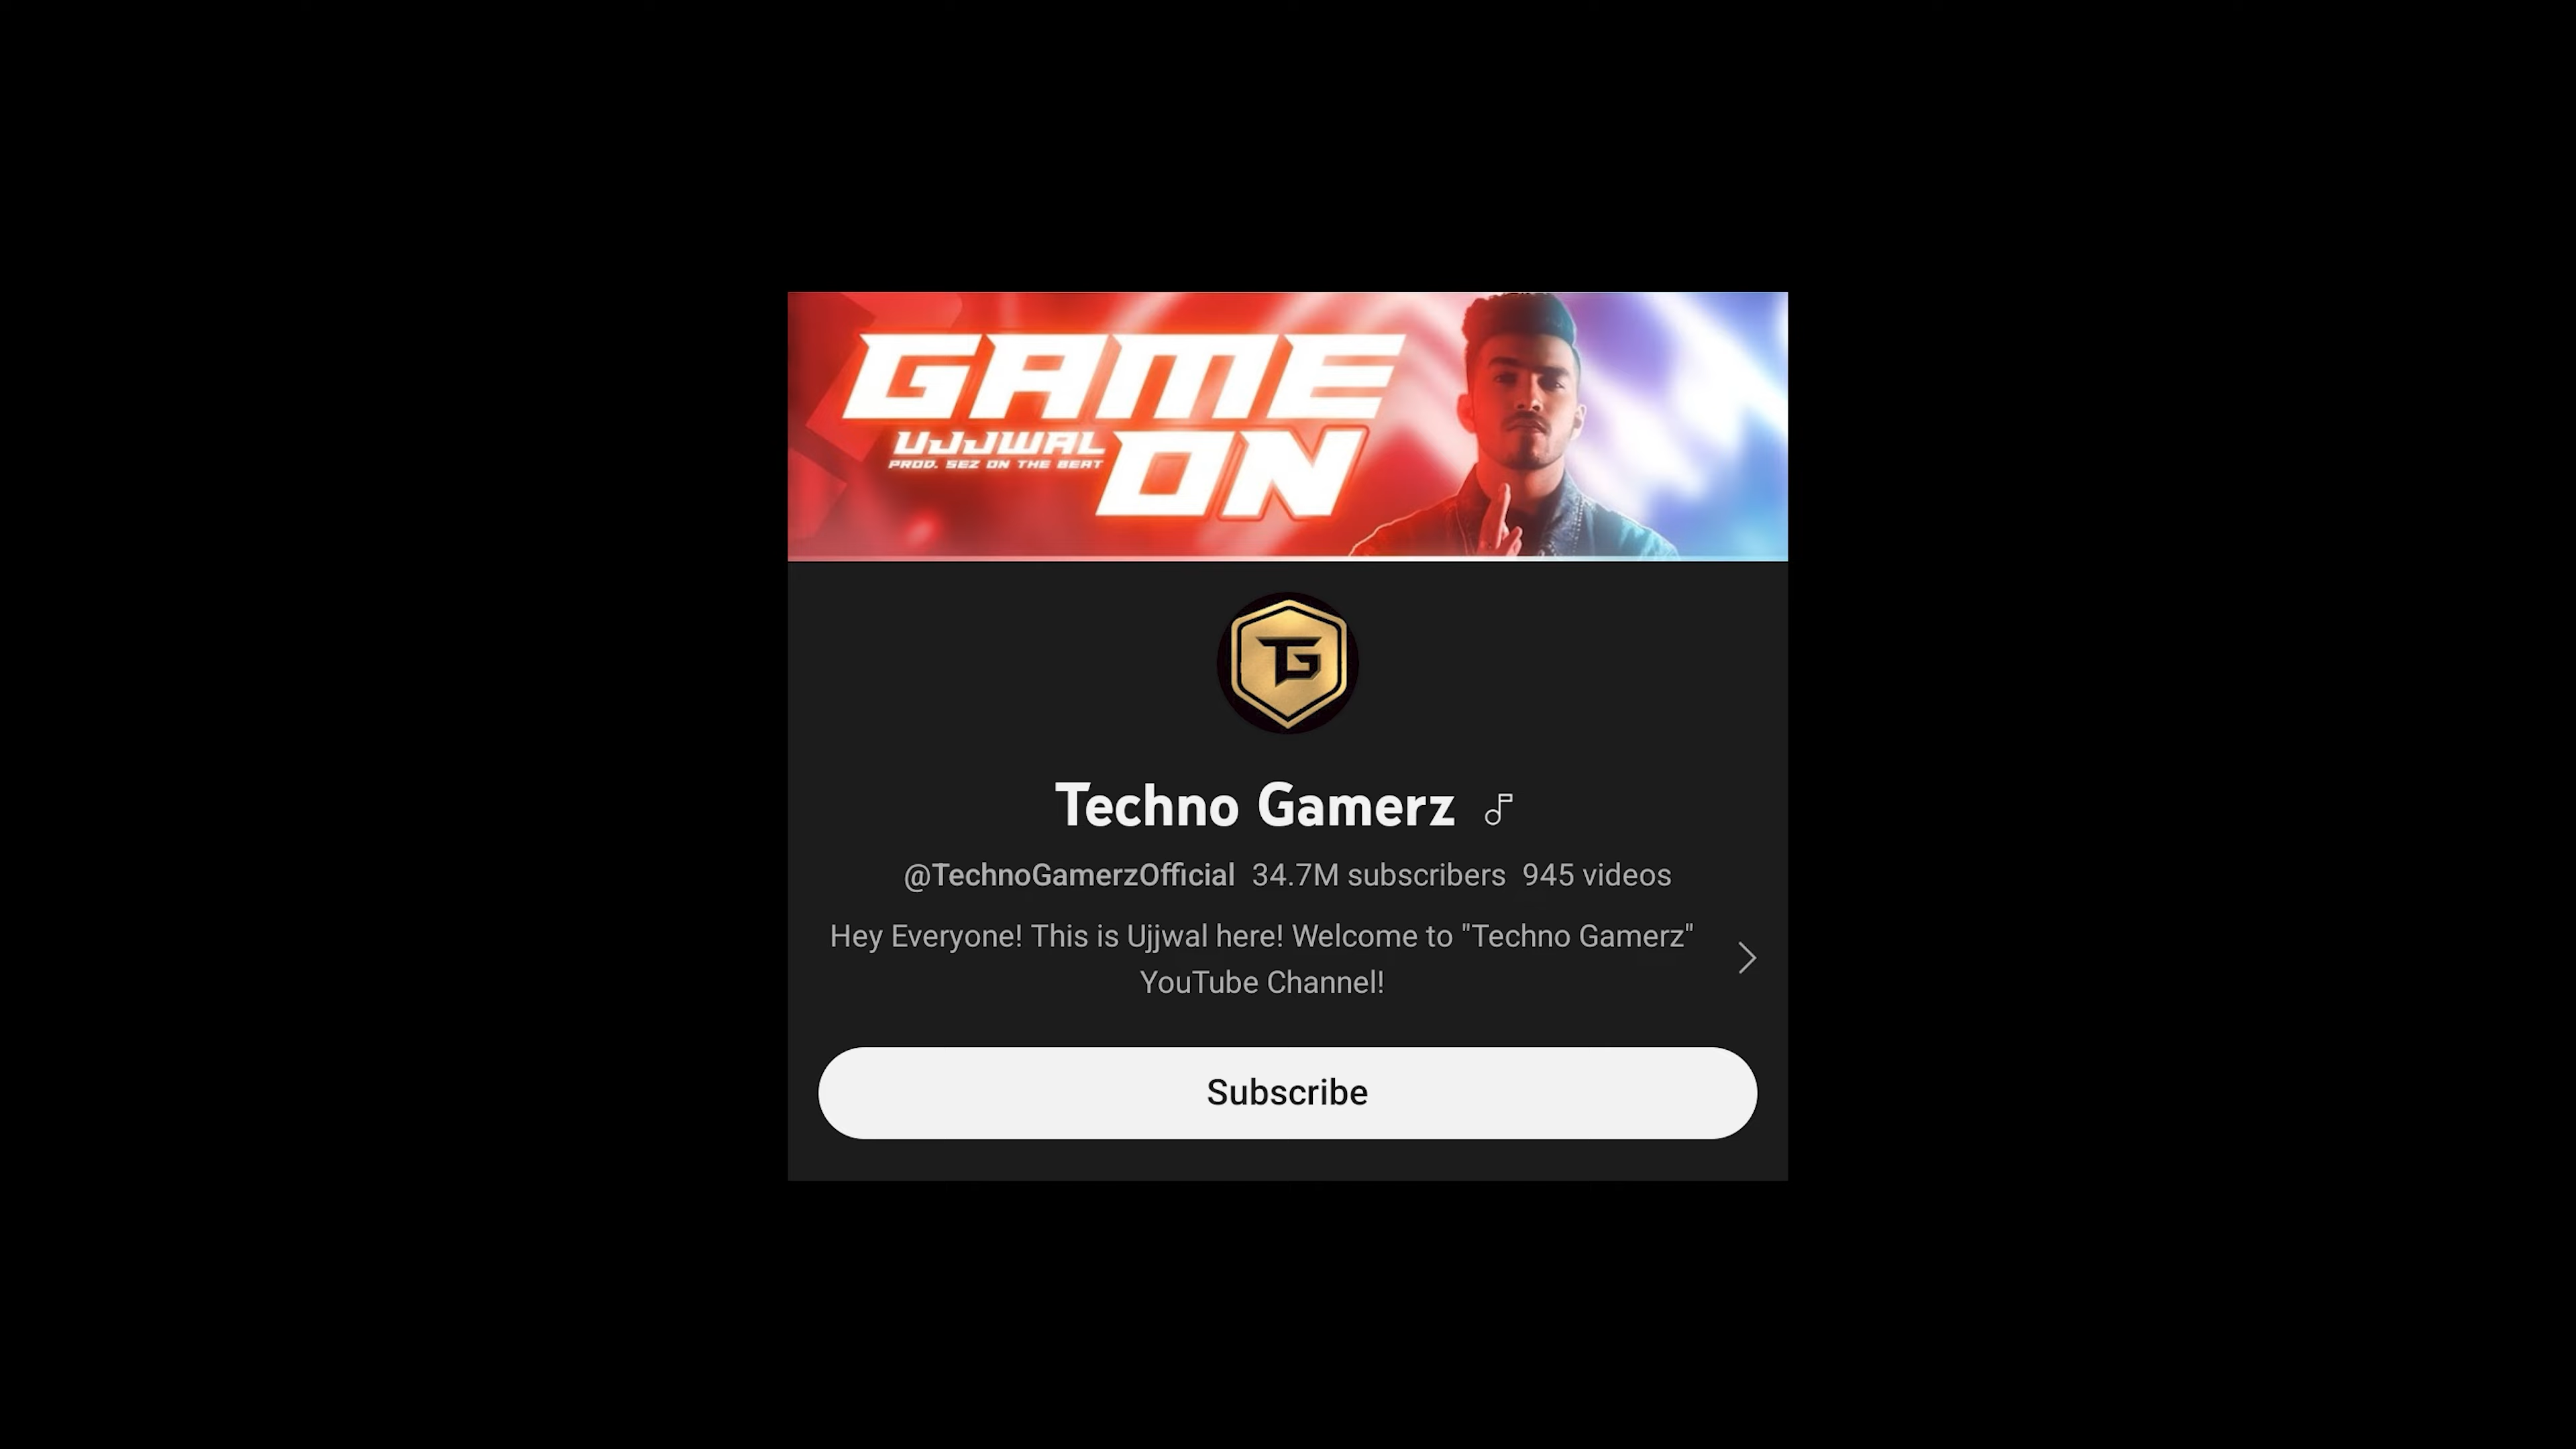 GAME
UJJWAL
PROD. SEZ ON THE BEAT
ON
TG
Techno Gamerz
@TechnoGamerzOfficial 34.7M subscribers 945 videos
Hey Everyone! This is Ujjwal here! Welcome to "Techno Gamerz"
YouTube Channel!
Subscribe